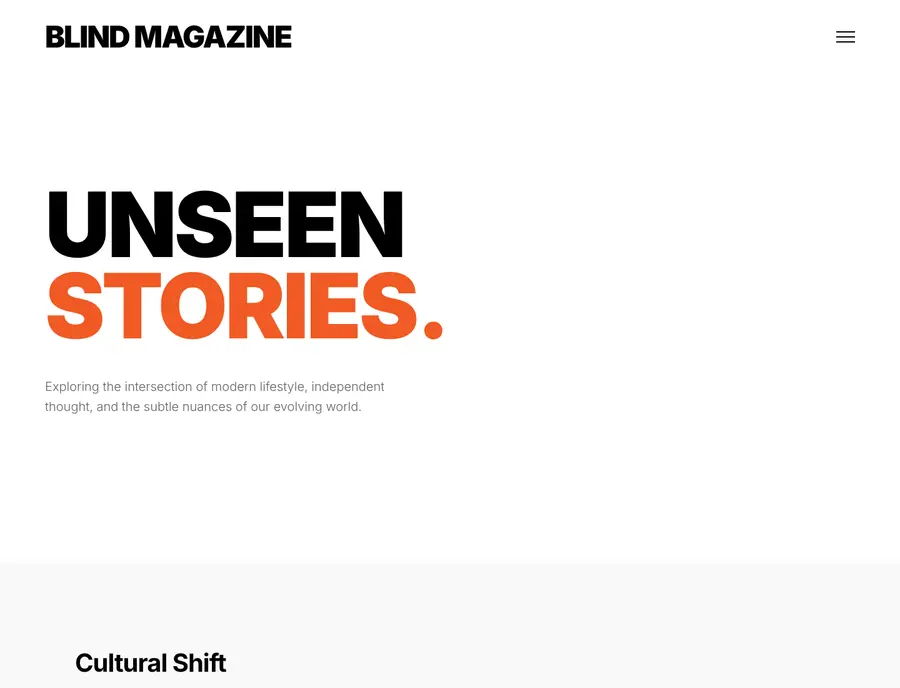 BLIND MAGAZINE
UNSEEN
STORIES.
Exploring the intersection of modern lifestyle, independent
thought, and the subtle nuances of our evolving world.
Cultural Shift